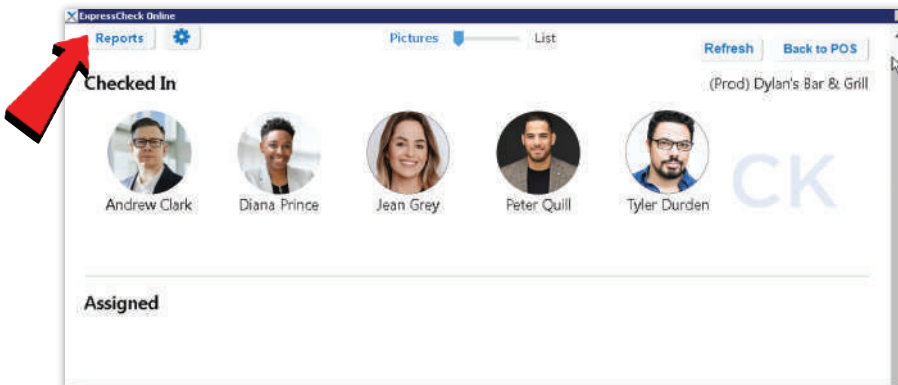 ExpressCheck Online
Reports
Pictures List
Refresh Back to POS
Checked In
(Prod) Dylan's Bar & Grill
CK
Andrew Clark Diana Prince Jean Grey Peter Quill Tyler Durden
Assigned